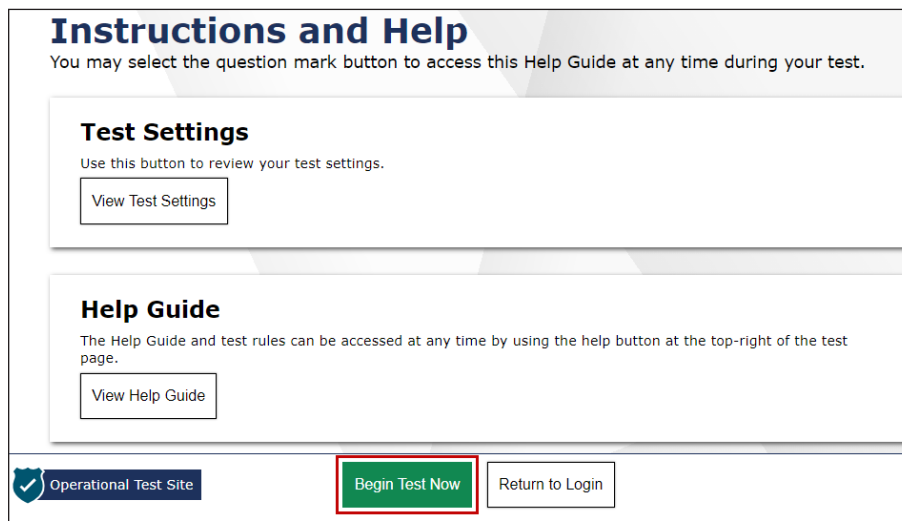 Instructions and Help
You may select the question mark button to access this Help Guide at any time during your test.
Test Settings
Use this button to review your test settings.
View Test Settings
Help Guide
The Help Guide and test rules can be accessed at any time by using the help button at the top-right of the test
page.
View Help Guide
Operational Test Site
Begin Test Now
Return to Login